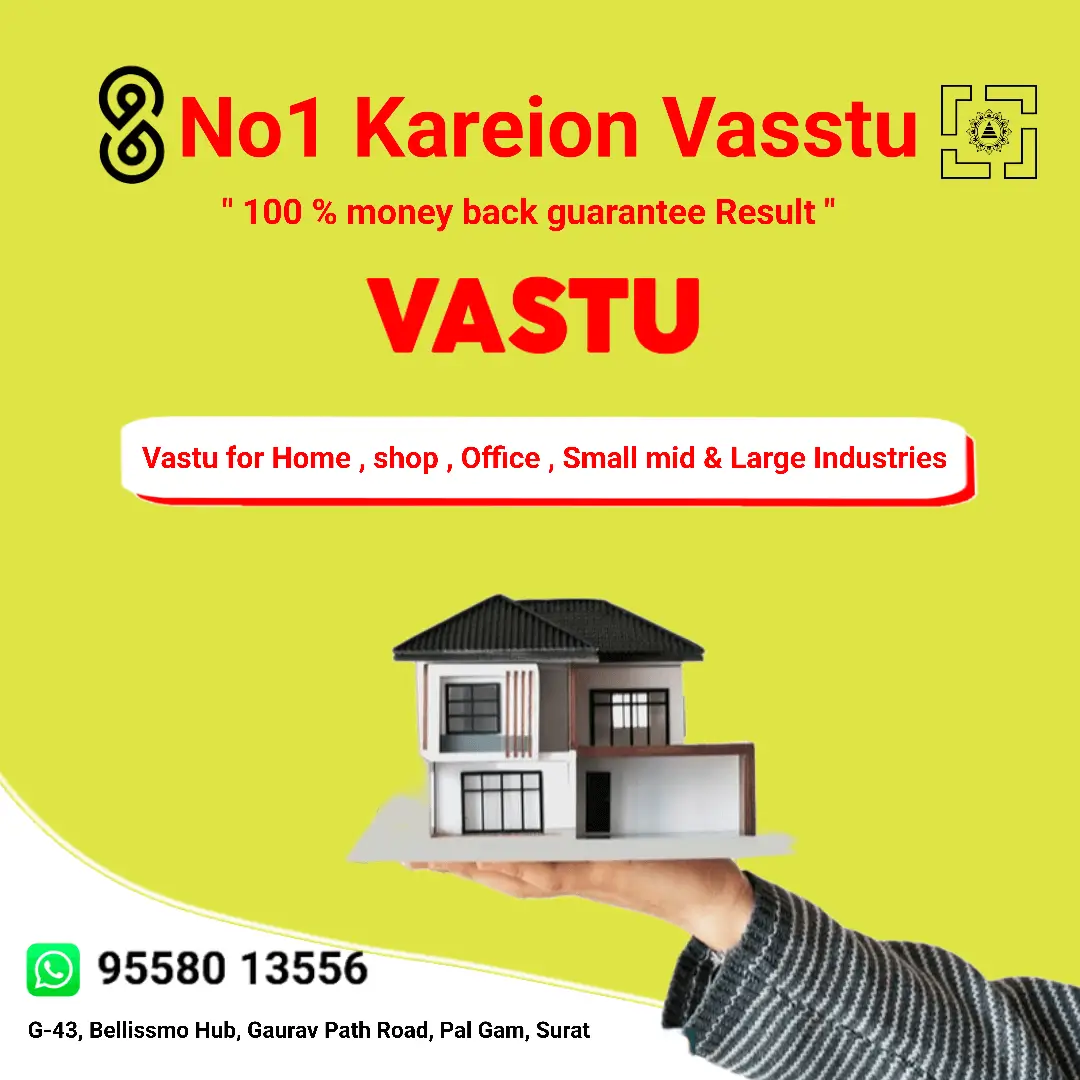 No1 Kareion Vasstu
" 100 % money back guarantee Result "
VASTU
Vastu for Home , shop , Office , Small mid & Large Industries
95580 13556
G-43, Bellissmo Hub, Gaurav Path Road, Pal Gam, Surat